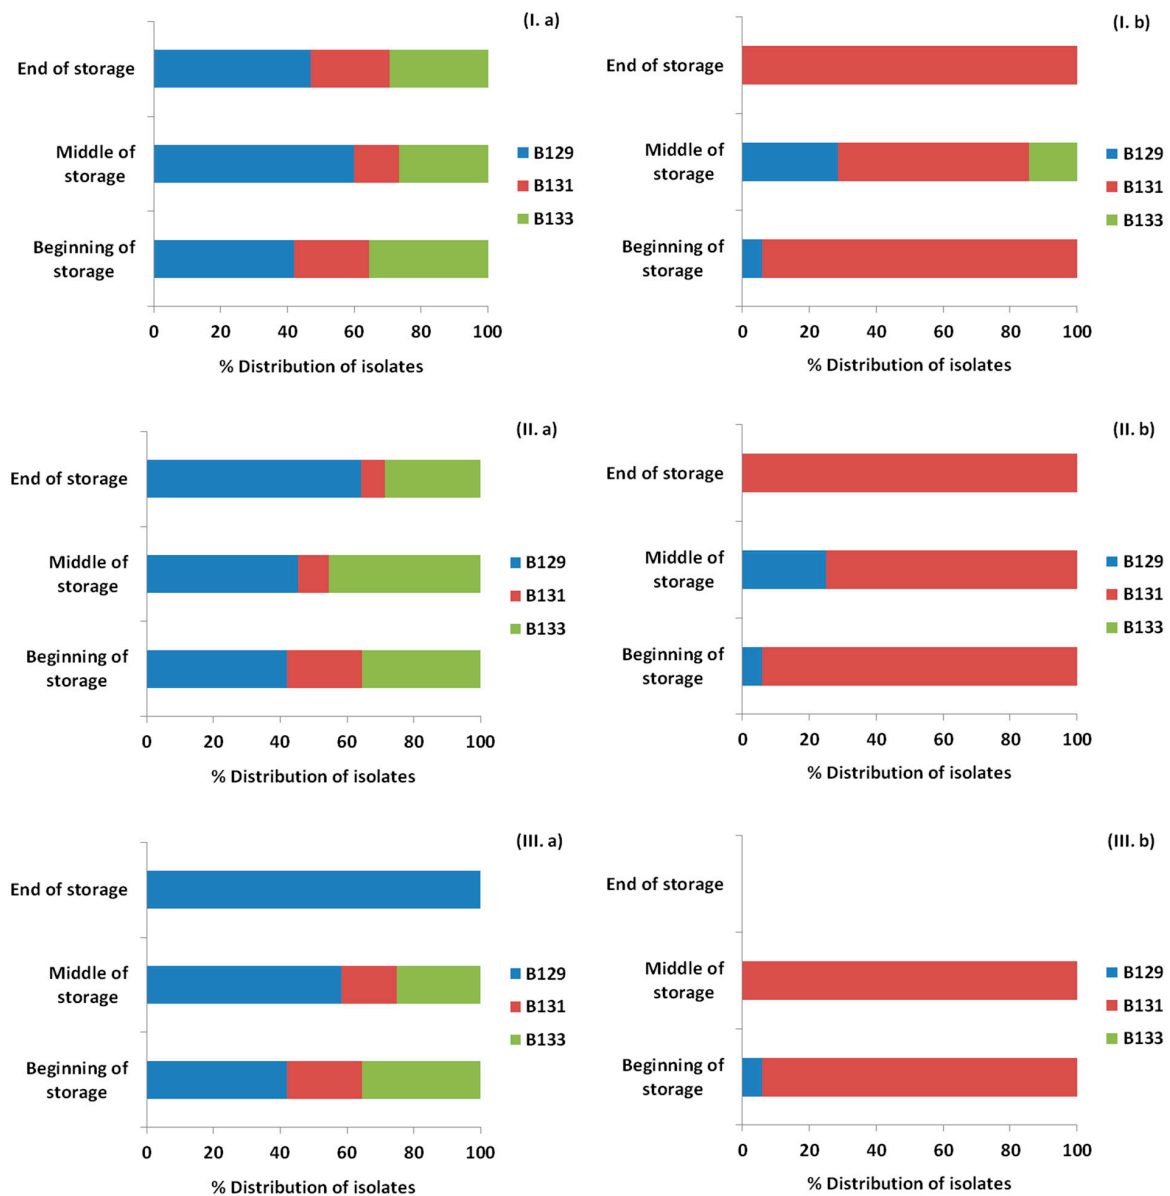 (I. a)
End of storage
Middle of
storage
Beginning of
storage
B129
B131
B133
0 20 40 60 80 100
% Distribution of isolates
(I. b)
End of storage
Middle of
storage
Beginning of
storage
B129
B131
B133
0 20 40 60 80 100
% Distribution of isolates
(II. a)
End of storage
Middle of
storage
Beginning of
storage
B129
B131
B133
0 20 40 60 80 100
% Distribution of isolates
(II. b)
End of storage
Middle of
storage
Beginning of
storage
B129
B131
B133
0 20 40 60 80 100
% Distribution of isolates
(III. a)
End of storage
Middle of
storage
Beginning of
storage
B129
B131
B133
0 20 40 60 80 100
% Distribution of isolates
(III. b)
End of storage
Middle of
storage
Beginning of
storage
B129
B131
B133
0 20 40 60 80 100
% Distribution of isolates